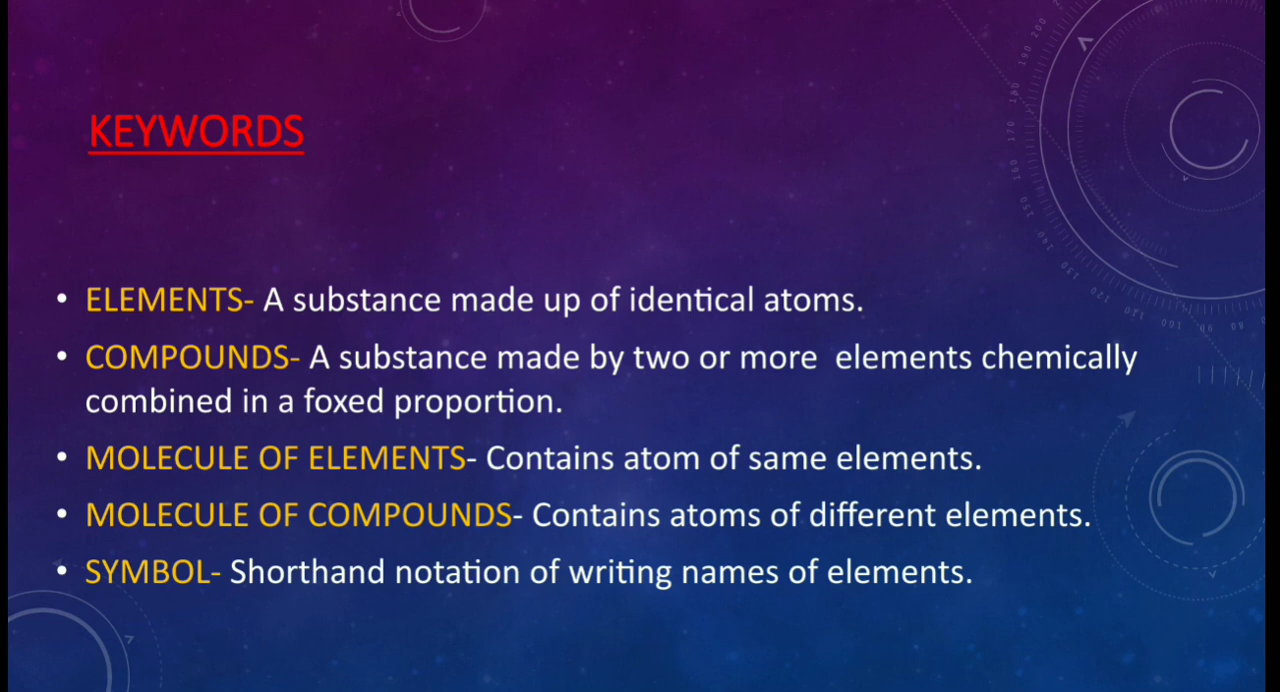 KEYWORDS
• ELEMENTS- A substance made up of identical atoms.
• COMPOUNDS- A substance made by two or more elements chemically
combined in a foxed proportion.
• MOLECULE OF ELEMENTS- Contains atom of same elements.
• MOLECULE OF COMPOUNDS- Contains atoms of different elements.
• SYMBOL- Shorthand notation of writing names of elements.